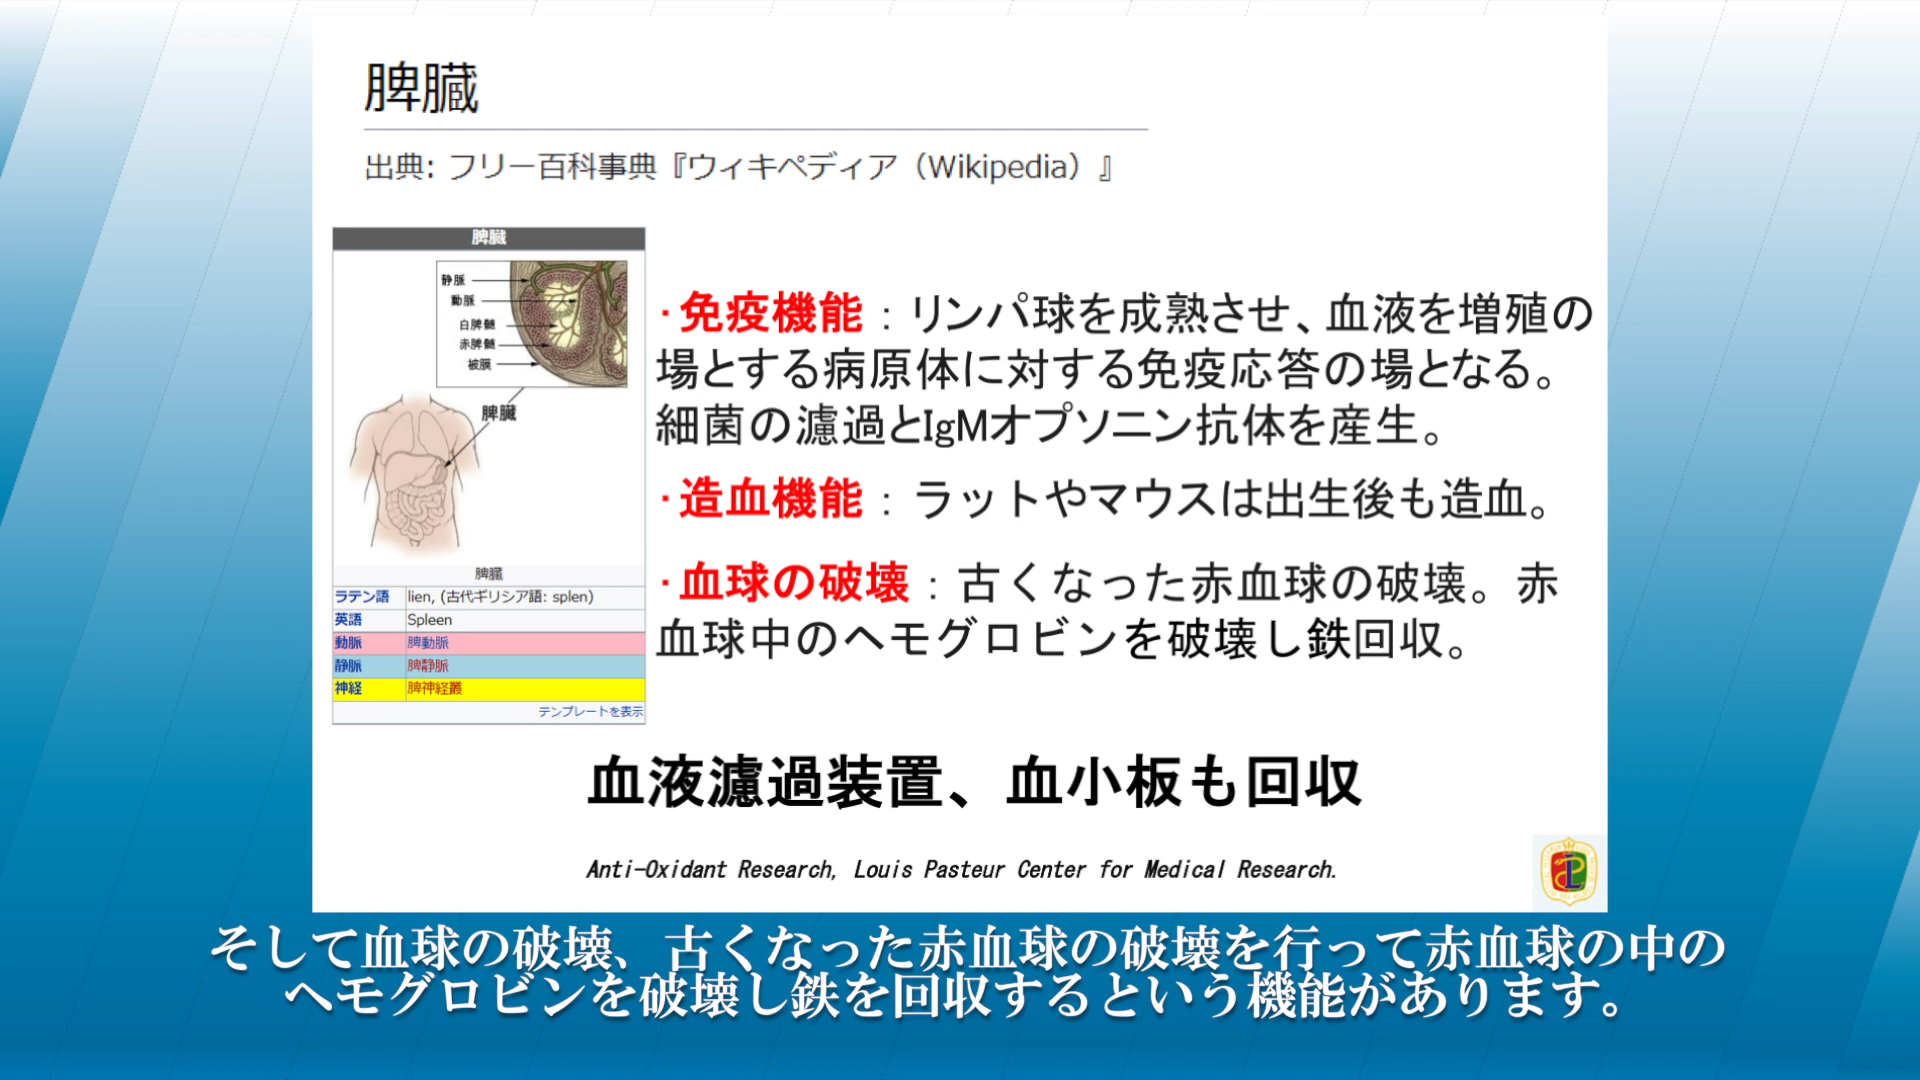 脾臓
出典: フリー百科事典『ウィキペディア（Wikipedia）』
脾臓
静脈
動脈
白脾髄
赤脾髄
被膜
脾臓
脾臓
ラテン語 lien, (古代ギリシア語: splen)
英語 Spleen
動脈 脾動脈
静脈 脾静脈
神経 脾神経叢
テンプレートを表示
・免疫機能：リンパ球を成熟させ、血液を増殖の
場とする病原体に対する免疫応答の場となる。
細菌の濾過とIgMオプソニン抗体を産生。
・造血機能：ラットやマウスは出生後も造血。
・血球の破壊：古くなった赤血球の破壊。赤
血球中のヘモグロビンを破壊し鉄回収。
血液濾過装置、血小板も回収
Anti-Oxidant Research, Louis Pasteur Center for Medical Research.
そして血球の破壊、古くなった赤血球の破壊を行って赤血球の中の
ヘモグロビンを破壊し鉄を回収するという機能があります。